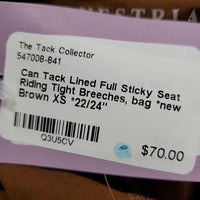 ESTRIA
The Tack Collector
547008-841
Can Tack Lined Full Sticky Seat
Riding Tight Breeches, bag *new
Brown XS *22/24"
Q3U5CV
$70.00